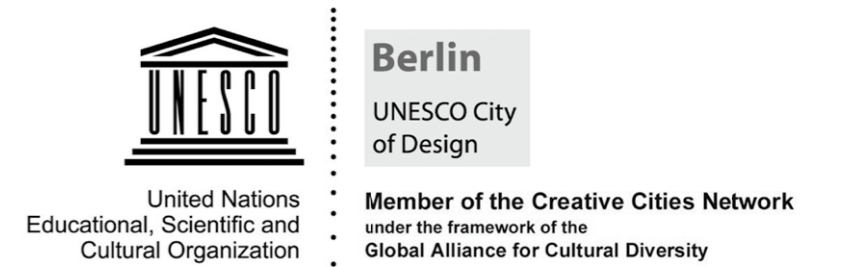 UNESCO
United Nations
Educational, Scientific and
Cultural Organization
Berlin
UNESCO City
of Design
Member of the Creative Cities Network
under the framework of the
Global Alliance for Cultural Diversity